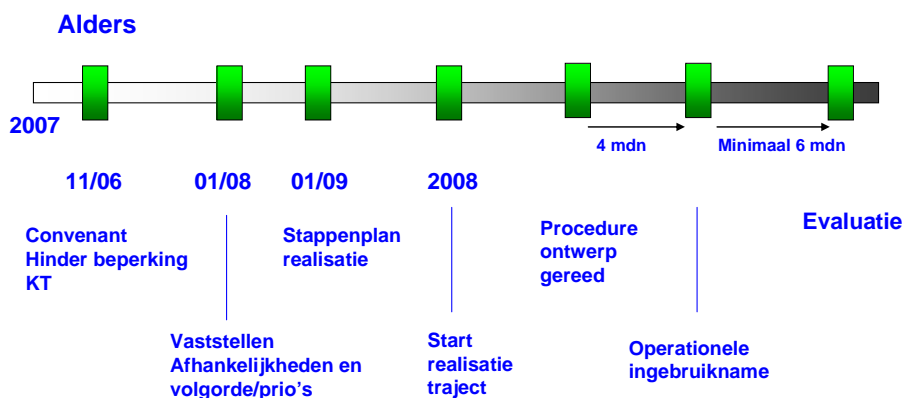 Alders
2007
4 mdn
Minimaal 6 mdn
11/06
01/08
01/09
2008
Convenant
Hinder beperking
KT
Stappenplan
realisatie
Procedure
ontwerp
gereed
Evaluatie
Vaststellen
Afhankelijkheden en
volgorde/prio’s
Start
realisatie
traject
Operationele
ingebruikname